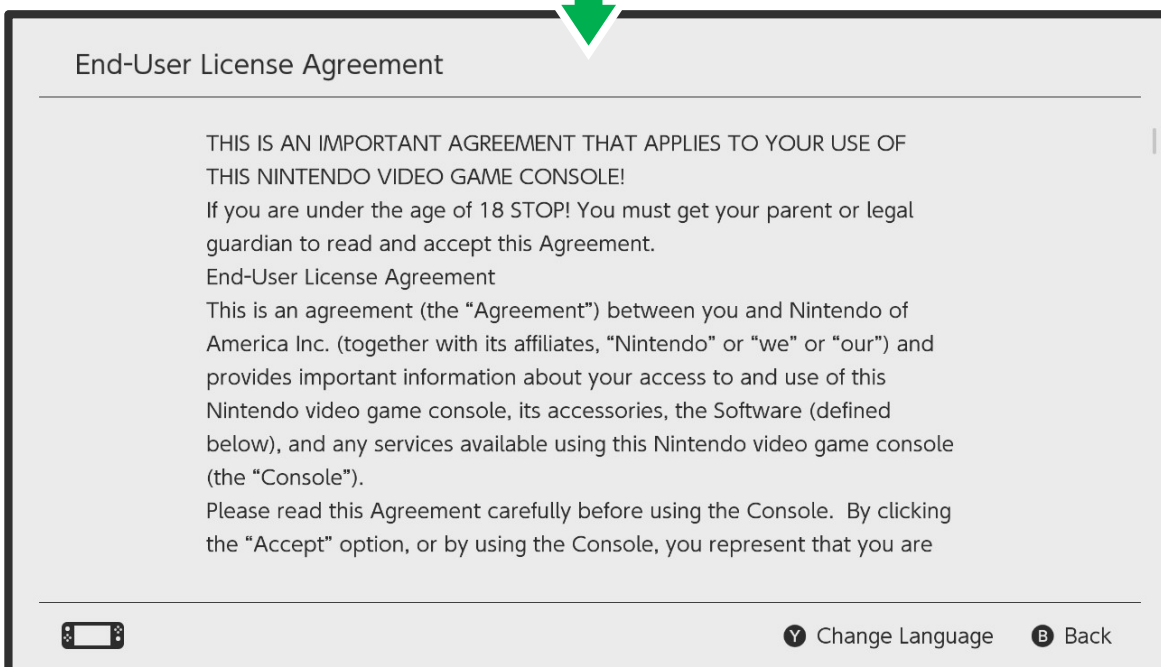 End-User License Agreement
THIS IS AN IMPORTANT AGREEMENT THAT APPLIES TO YOUR USE OF
THIS NINTENDO VIDEO GAME CONSOLE!
If you are under the age of 18 STOP! You must get your parent or legal
guardian to read and accept this Agreement.
End-User License Agreement
This is an agreement (the “Agreement”) between you and Nintendo of
America Inc. (together with its affiliates, “Nintendo” or “we” or “our”) and
provides important information about your access to and use of this
Nintendo video game console, its accessories, the Software (defined
below), and any services available using this Nintendo video game console
(the “Console”).
Please read this Agreement carefully before using the Console.  By clicking
the “Accept” option, or by using the Console, you represent that you are
Y Change Language B Back